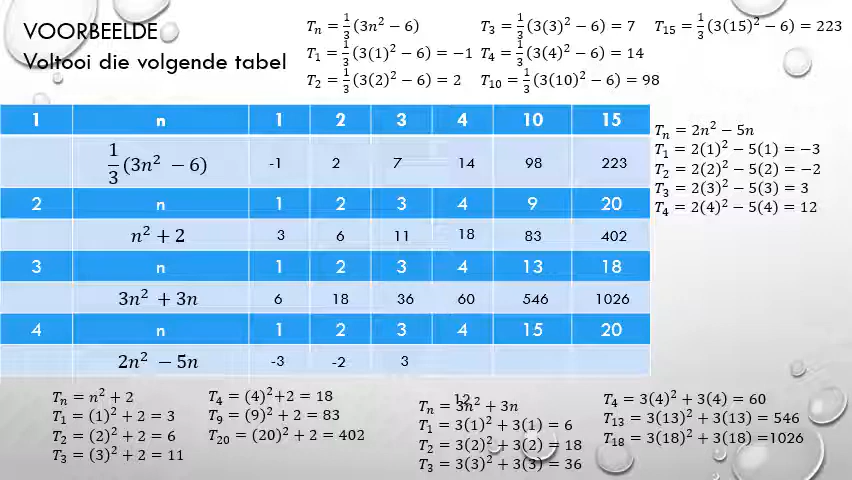 VOORBEELDE
Voltooi die volgende tabel
Tₙ = 1/3 (3n² − 6)
T₁ = 1/3 (3(1)² − 6) = −1
T₂ = 1/3 (3(2)² − 6) = 2
T₃ = 1/3 (3(3)² − 6) = 7
T₄ = 1/3 (3(4)² − 6) = 14
T₁₀ = 1/3 (3(10)² − 6) = 98
T₁₅ = 1/3 (3(15)² − 6) = 223
1 n 1 2 3 4 10 15
1/3 (3n² − 6) -1 2 7 14 98 223
2 n 1 2 3 4 9 20
n² + 2 3 6 11 18 83 402
3 n 1 2 3 4 13 18
3n² + 3n 6 18 36 60 546 1026
4 n 1 2 3 4 15 20
2n² − 5n -3 -2 3
Tₙ = 2n² − 5n
T₁ = 2(1)² − 5(1) = −3
T₂ = 2(2)² − 5(2) = −2
T₃ = 2(3)² − 5(3) = 3
T₄ = 2(4)² − 5(4) = 12
Tₙ = n² + 2
T₁ = (1)² + 2 = 3
T₂ = (2)² + 2 = 6
T₃ = (3)² + 2 = 11
T₄ = (4)²+2 = 18
T₉ = (9)² + 2 = 83
T₂₀ = (20)² + 2 = 402
12
Tₙ = 3n² + 3n
T₁ = 3(1)² + 3(1) = 6
T₂ = 3(2)² + 3(2) = 18
T₃ = 3(3)² + 3(3) = 36
T₄ = 3(4)² + 3(4) = 60
T₁₃ = 3(13)² + 3(13) = 546
T₁₈ = 3(18)² + 3(18) =1026